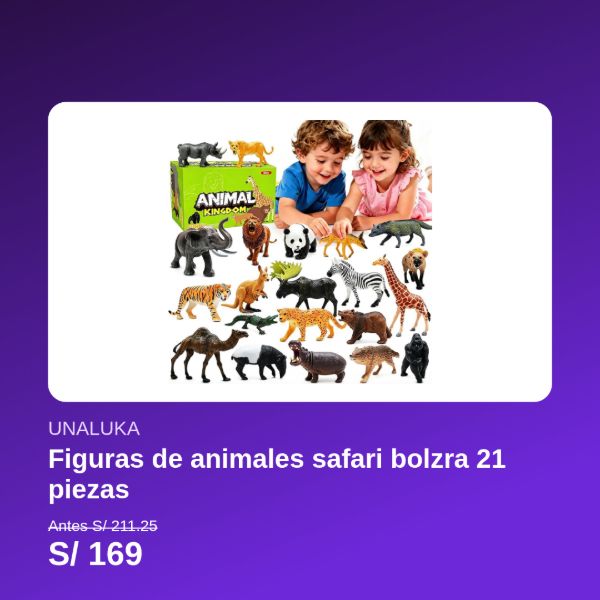 ANIMAL
KINGDOM
UNALUKA
Figuras de animales safari bolzra 21
piezas
Antes S/ 211.25
S/ 169